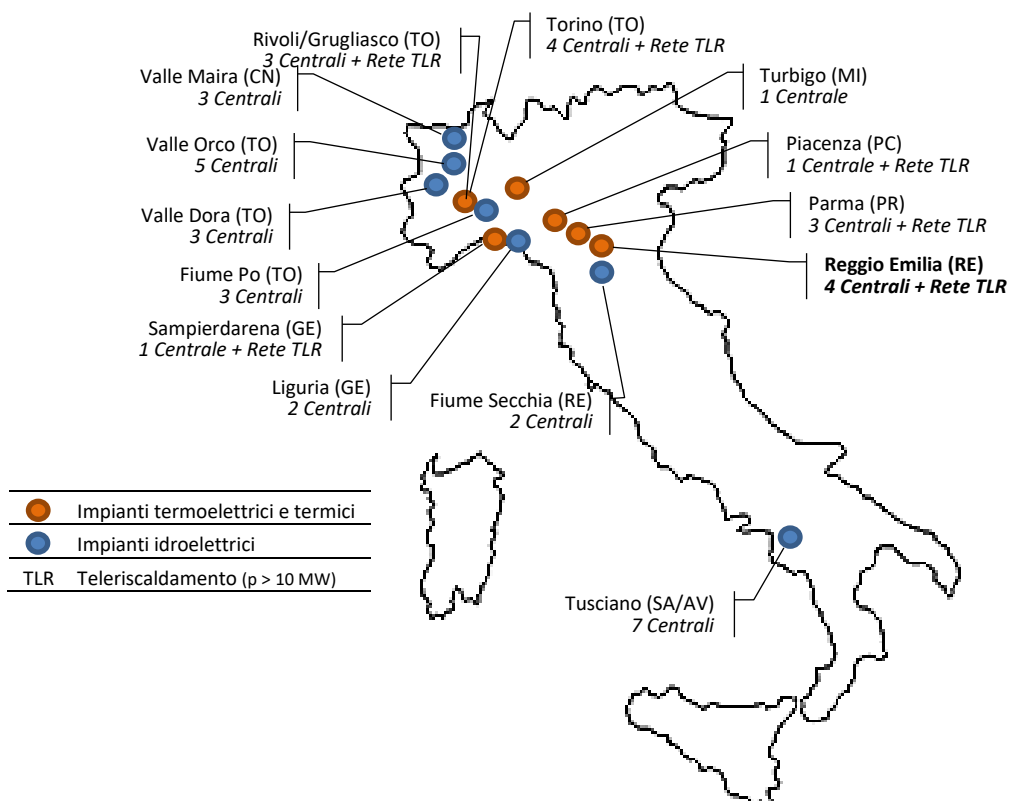 Torino (TO)
4 Centrali + Rete TLR
Rivoli/Grugliasco (TO)
3 Centrali + Rete TLR
Valle Maira (CN)
3 Centrali
Turbigo (MI)
1 Centrale
Valle Orco (TO)
5 Centrali
Piacenza (PC)
1 Centrale + Rete TLR
Valle Dora (TO)
3 Centrali
Parma (PR)
3 Centrali + Rete TLR
Fiume Po (TO)
3 Centrali
Reggio Emilia (RE)
4 Centrali + Rete TLR
Sampierdarena (GE)
1 Centrale + Rete TLR
Liguria (GE)
2 Centrali
Fiume Secchia (RE)
2 Centrali
Impianti termoelettrici e termici
Impianti idroelettrici
TLR Teleriscaldamento (p > 10 MW)
Tusciano (SA/AV)
7 Centrali